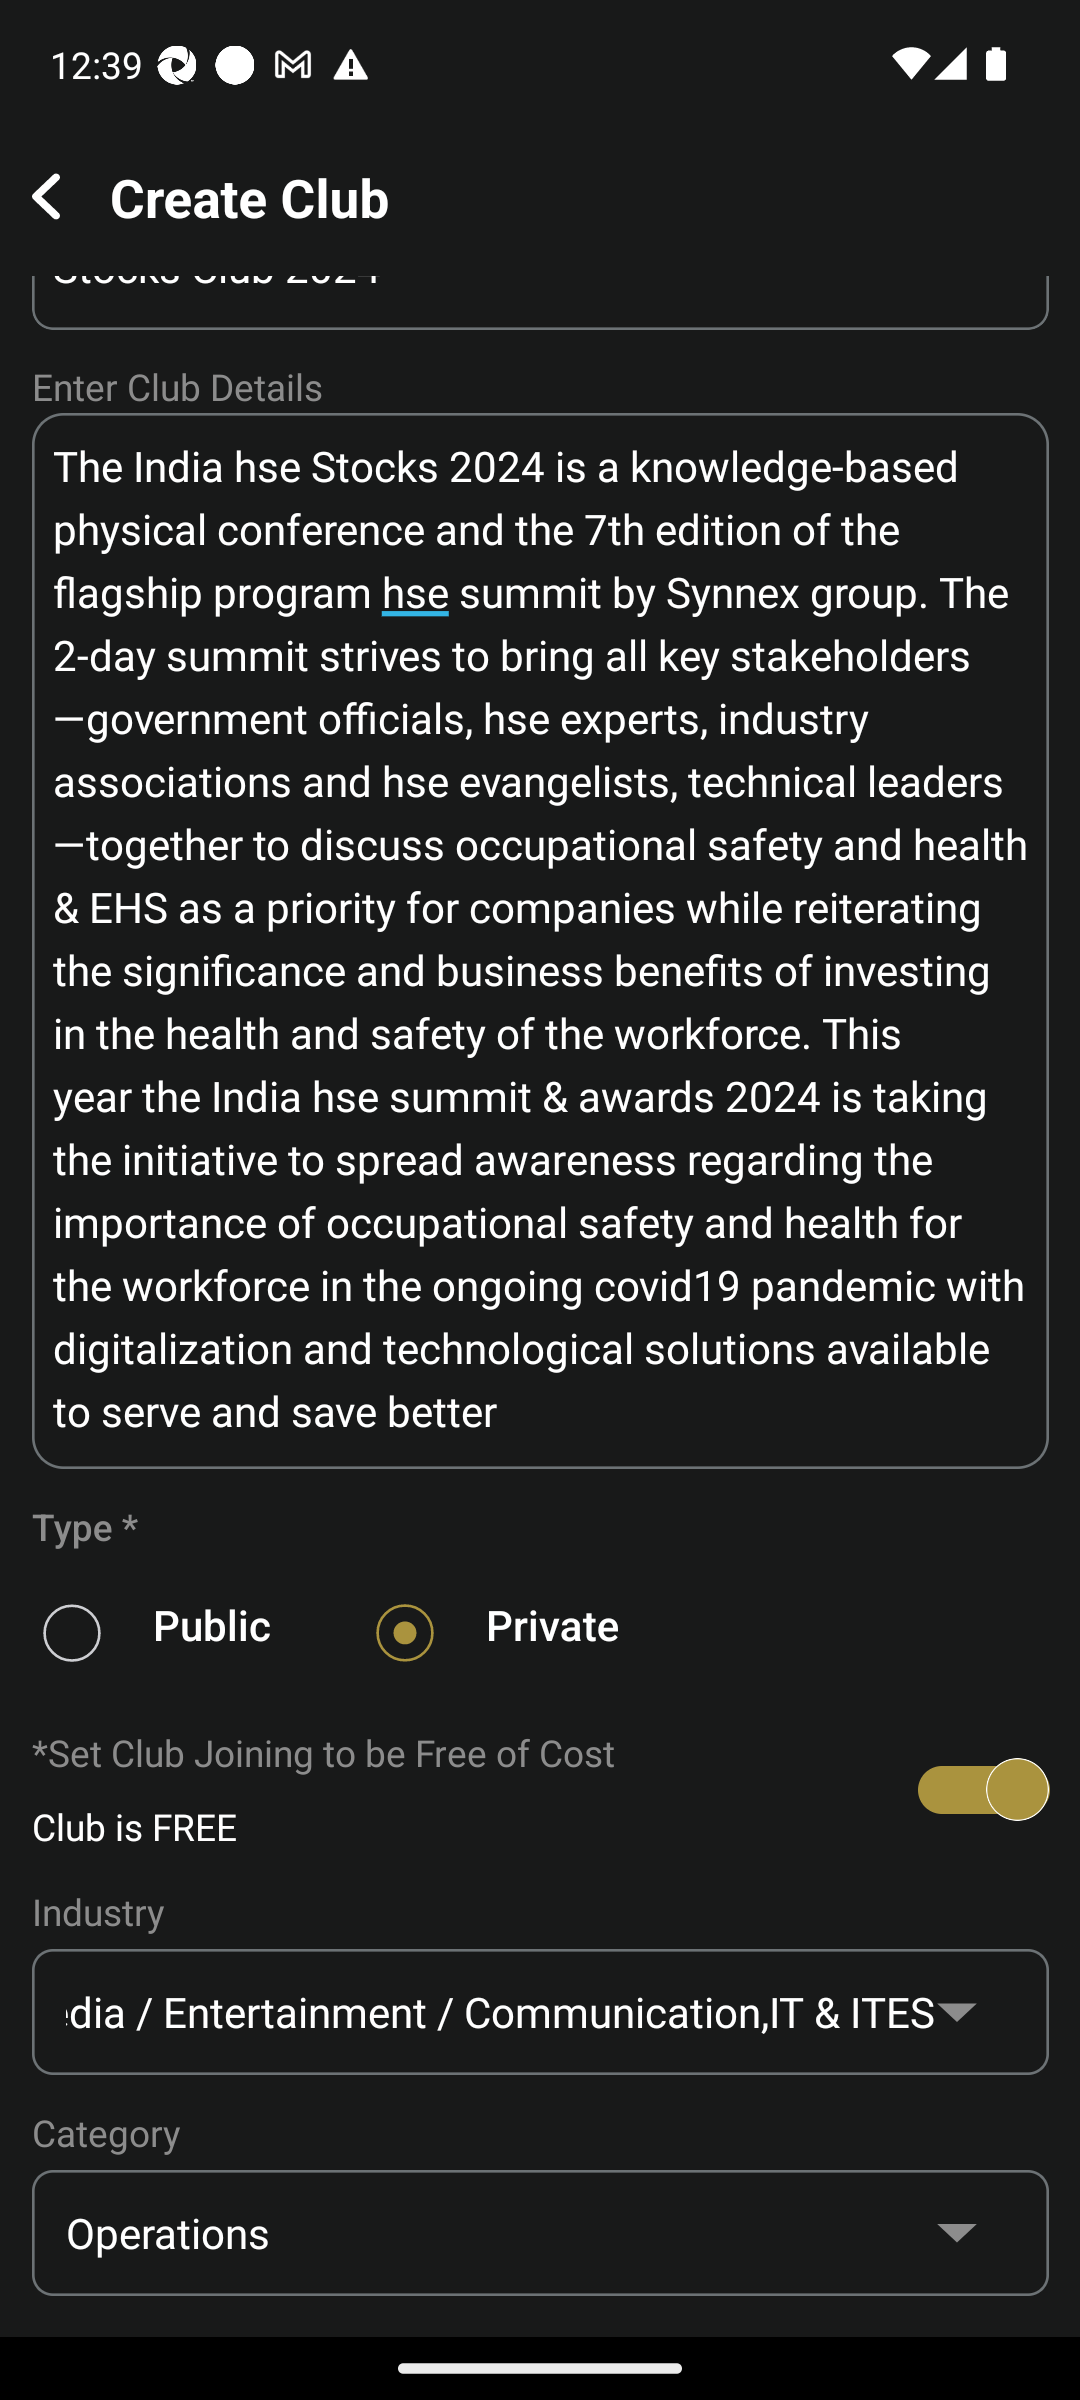 12:39
Create Club
Stocks Club 2024
Enter Club Details
The India hse Stocks 2024 is a knowledge-based
physical conference and the 7th edition of the
flagship program hse summit by Synnex group. The
2-day summit strives to bring all key stakeholders
—government officials, hse experts, industry
associations and hse evangelists, technical leaders
—together to discuss occupational safety and health
& EHS as a priority for companies while reiterating
the significance and business benefits of investing
in the health and safety of the workforce. This
year the India hse summit & awards 2024 is taking
the initiative to spread awareness regarding the
importance of occupational safety and health for
the workforce in the ongoing covid19 pandemic with
digitalization and technological solutions available
to serve and save better
Type *
Public Private
*Set Club Joining to be Free of Cost
Club is FREE
Industry
dia / Entertainment / Communication,IT & ITES
Category
Operations